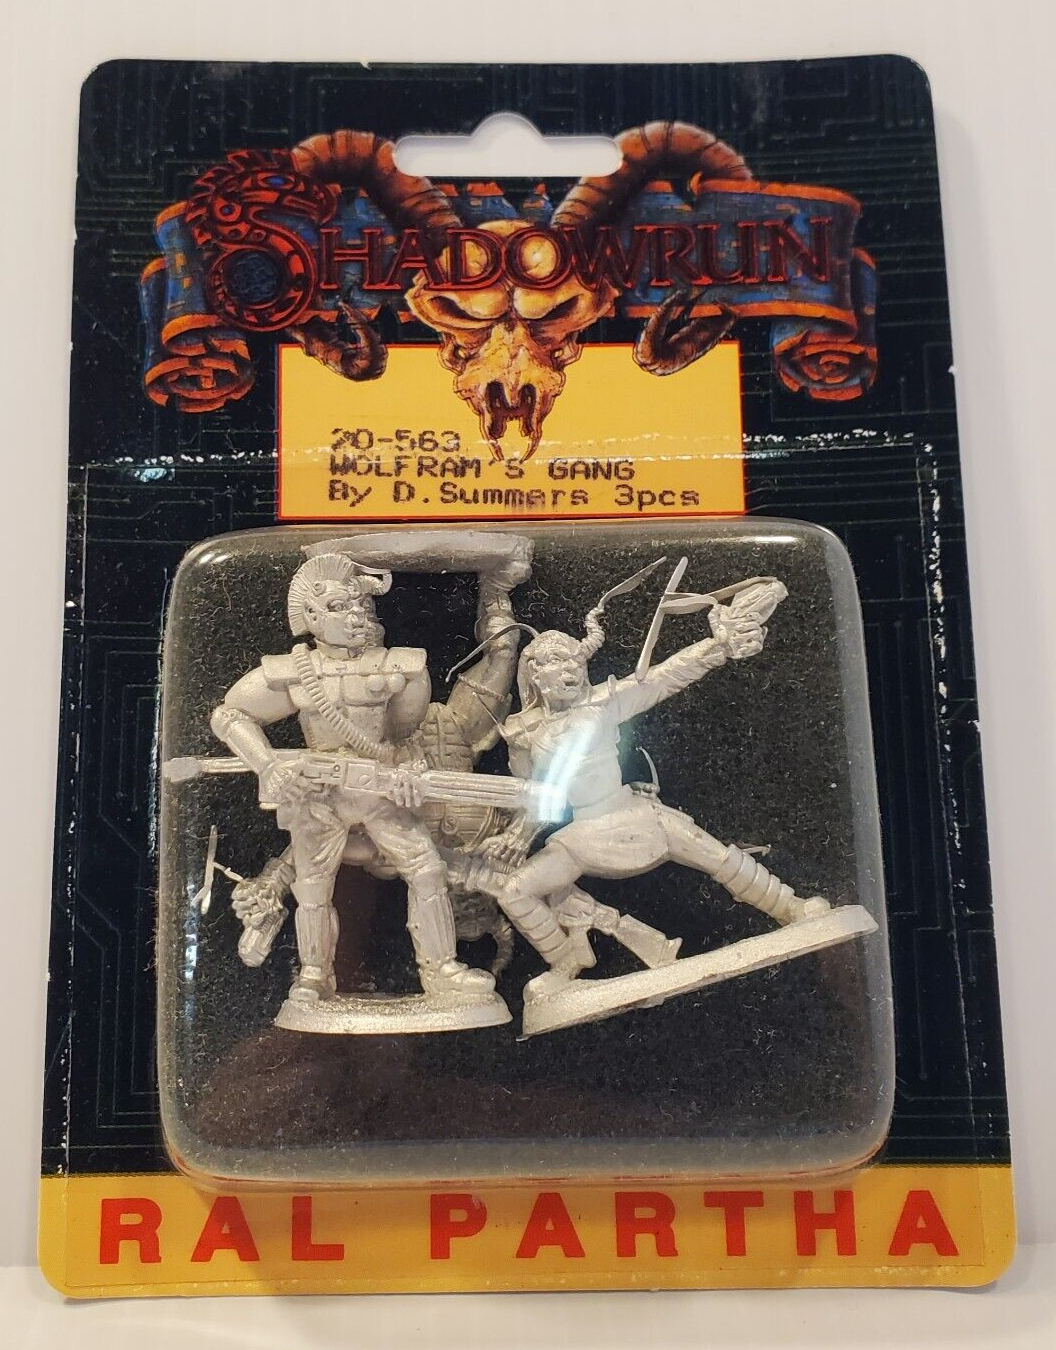 SHADOWRUN
20-563
WOLFRAM'S GANG
By D.Summers 3pcs
RAL PARTHA